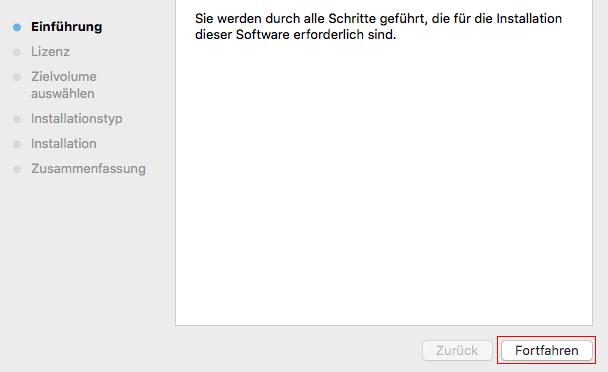 Einführung
Lizenz
Zielvolume
auswählen
Installationstyp
Installation
Zusammenfassung
Sie werden durch alle Schritte geführt, die für die Installation
dieser Software erforderlich sind.
Zurück
Fortfahren